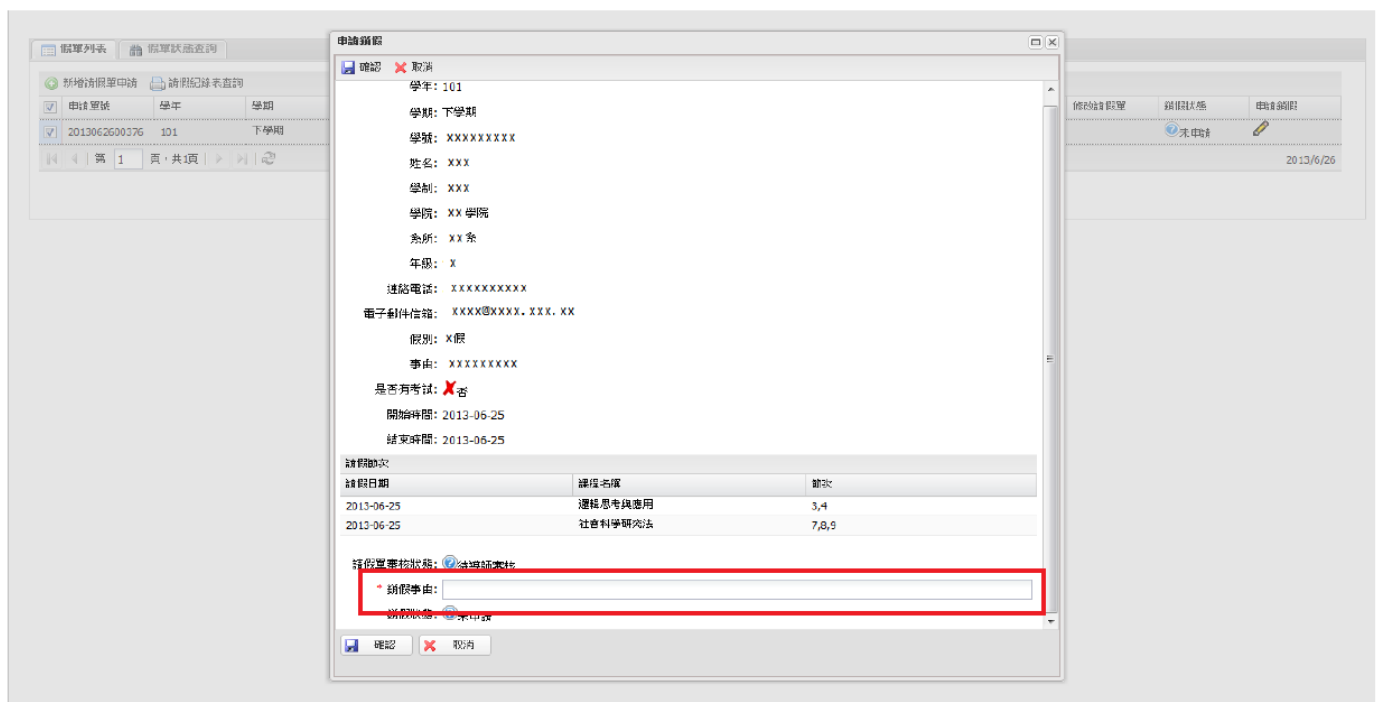 假單列表 假單狀態查詢
新增請假單申請 請假紀錄表查詢
申請單號 學年 學期
2013062600376 101 下學期
第 1 頁，共1頁
申請銷假
確認 取消
學年: 101
學期: 下學期
學號: XXXXXXXXX
姓名: XXX
學制: XXX
學院: XX 學院
系所: XX 系
年級: X
連絡電話: XXXXXXXXXX
電子郵件信箱: XXXX@XXXX.XXX.XX
假別: X假
事由: XXXXXXXXX
是否有考試: 否
開始時間: 2013-06-25
結束時間: 2013-06-25
請假節次
請假日期 課程名稱 節次
2013-06-25 邏輯思考與應用 3,4
2013-06-25 社會科學研究法 7,8,9
請假單審核狀態: 待導師審核
* 銷假事由:
銷假狀態: 未申請
確認 取消
修改請假單 銷假狀態 申請銷假
未申請
2013/6/26